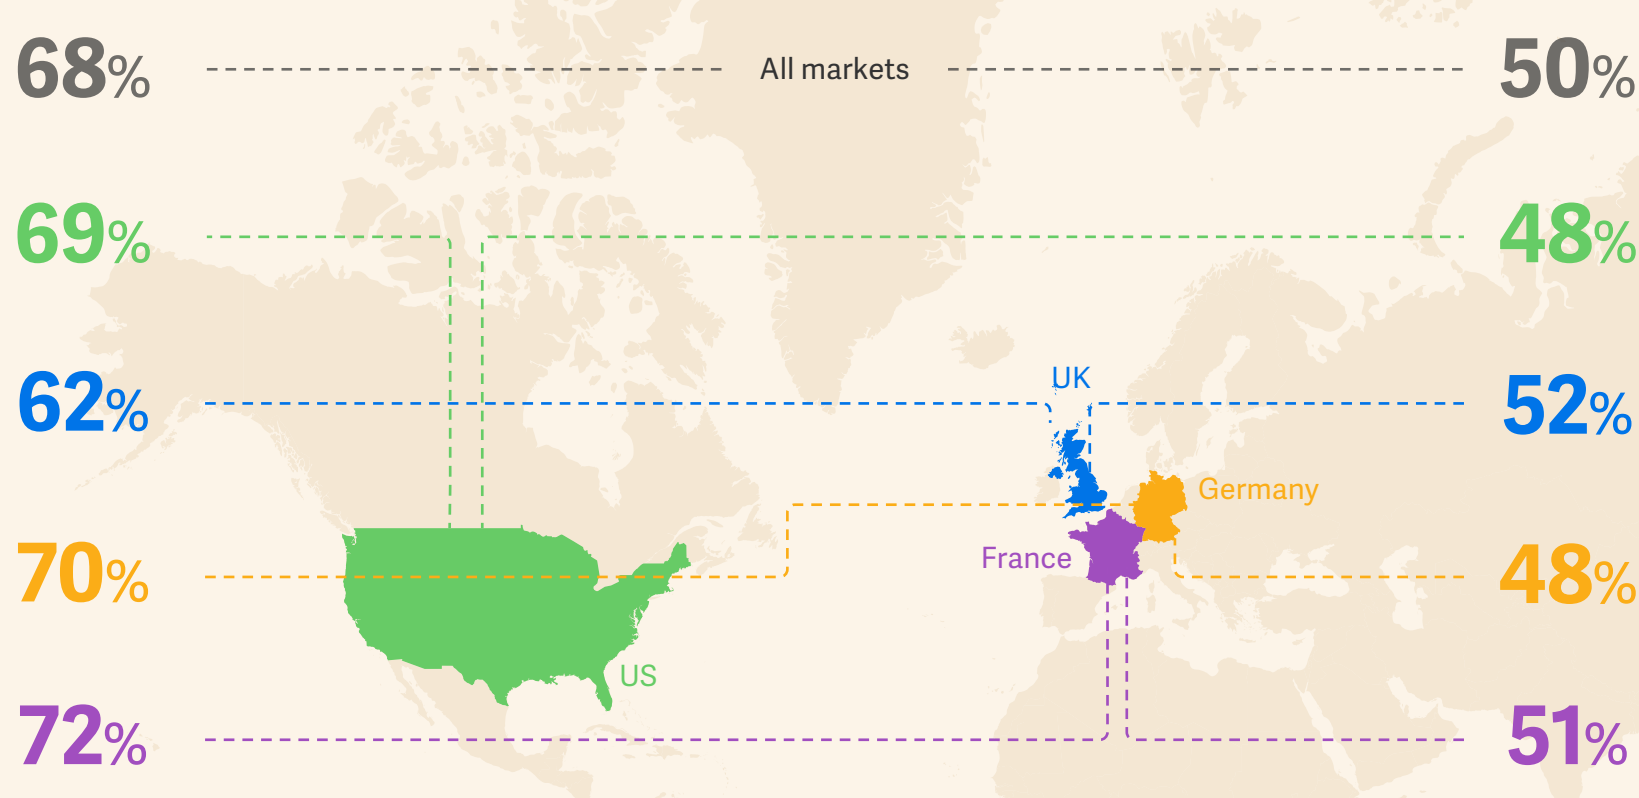 68% All markets 50%
69% 48%
UK
62% 52%
Germany
France
70% 48%
US
72% 51%